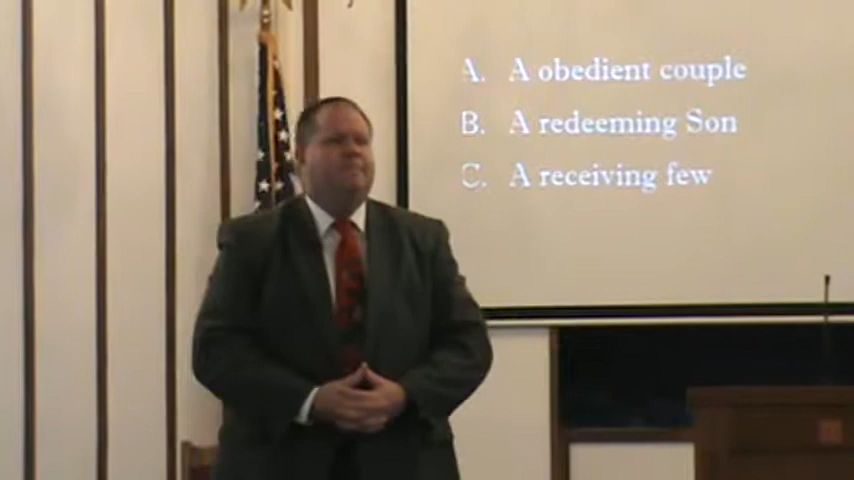 A. A obedient couple
B. A redeeming Son
C. A receiving few